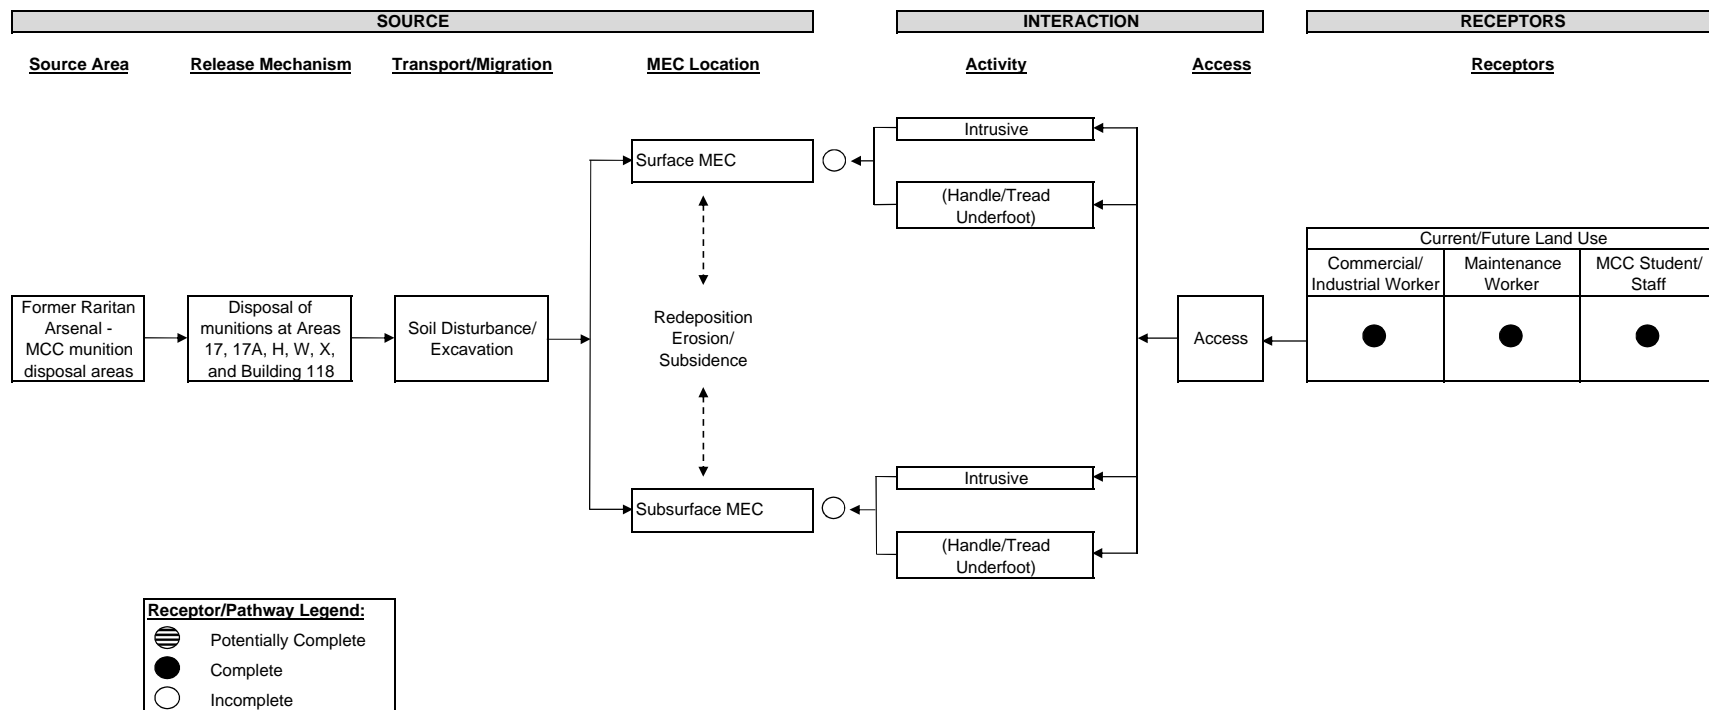 SOURCE
INTERACTION
RECEPTORS
Source Area
Release Mechanism
Transport/Migration
MEC Location
Activity
Access
Receptors
Former Raritan
Arsenal -
MCC munition
disposal areas
Disposal of
munitions at Areas
17, 17A, H, W, X,
and Building 118
Soil Disturbance/
Excavation
Surface MEC
Redeposition
Erosion/
Subsidence
Subsurface MEC
Intrusive
(Handle/Tread
Underfoot)
Intrusive
(Handle/Tread
Underfoot)
Access
Current/Future Land Use
Commercial/
Industrial Worker
Maintenance
Worker
MCC Student/
Staff
Receptor/Pathway Legend:
Potentially Complete
Complete
Incomplete